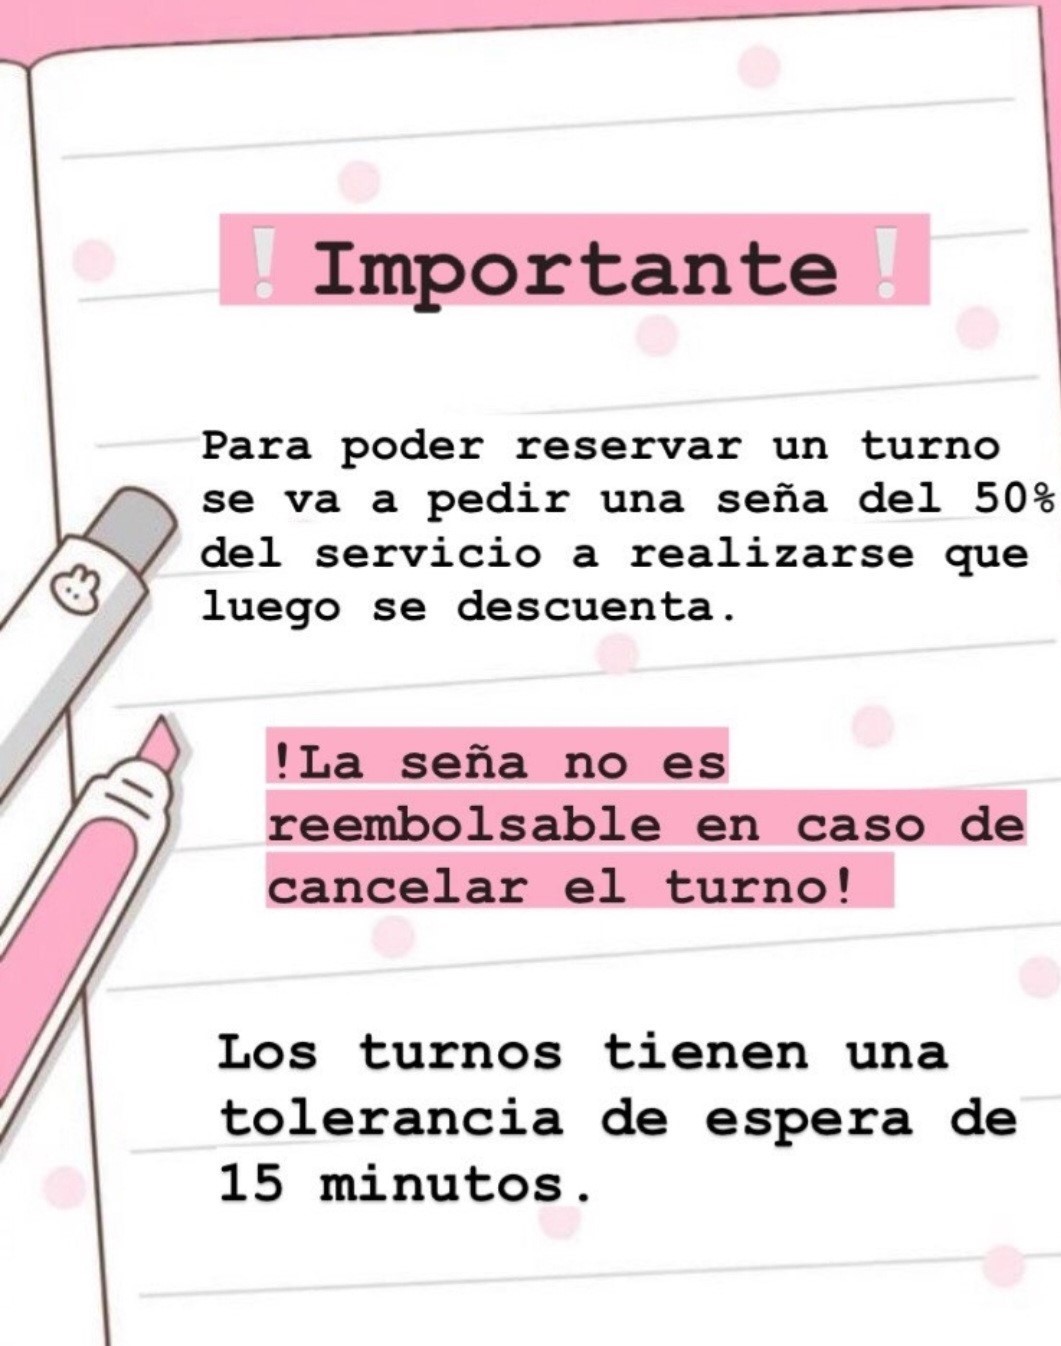 ❕Importante❕
Para poder reservar un turno
se va a pedir una seña del 50%
del servicio a realizarse que
luego se descuenta.
!La seña no es
reembolsable en caso de
cancelar el turno!
Los turnos tienen una
tolerancia de espera de
15 minutos.